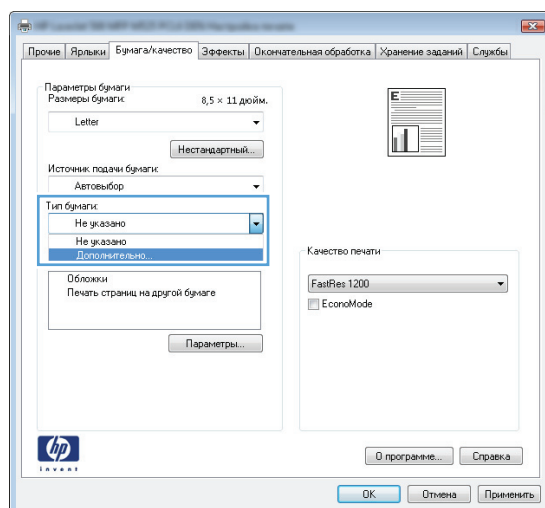 Прочие Ярлыки Бумага/качество Эффекты Окончательная обработка Хранение заданий Службы
Параметры бумаги
Размеры бумаги: 8,5 × 11 дюйм.
Letter
Нестандартный...
Источник подачи бумаги:
Автовыбор
Тип бумаги:
Не указано
Не указано
Дополнительно...
Обложки
Печать страниц на другой бумаге
Параметры...
E
Качество печати
FastRes 1200
EconoMode
hp
invent
О программе... Справка
OK Отмена Применить